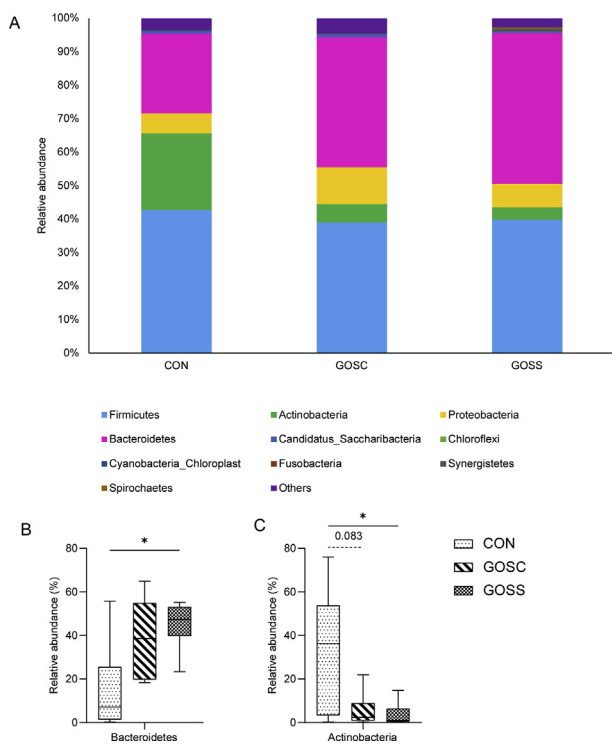 A
100%
90%
80%
70%
60%
50%
40%
30%
20%
10%
0%
Relative abundance
CON GOSC GOSS
Firmicutes Actinobacteria Proteobacteria
Bacteroidetes Candidatus_Saccharibacteria Chloroflexi
Cyanobacteria_Chloroplast Fusobacteria Synergistetes
Spirochaetes Others
B
*
80
60
40
20
0
Relative abundance (%)
Bacteroidetes
C
*
0.083
80
60
40
20
0
Relative abundance (%)
Actinobacteria
CON
GOSC
GOSS